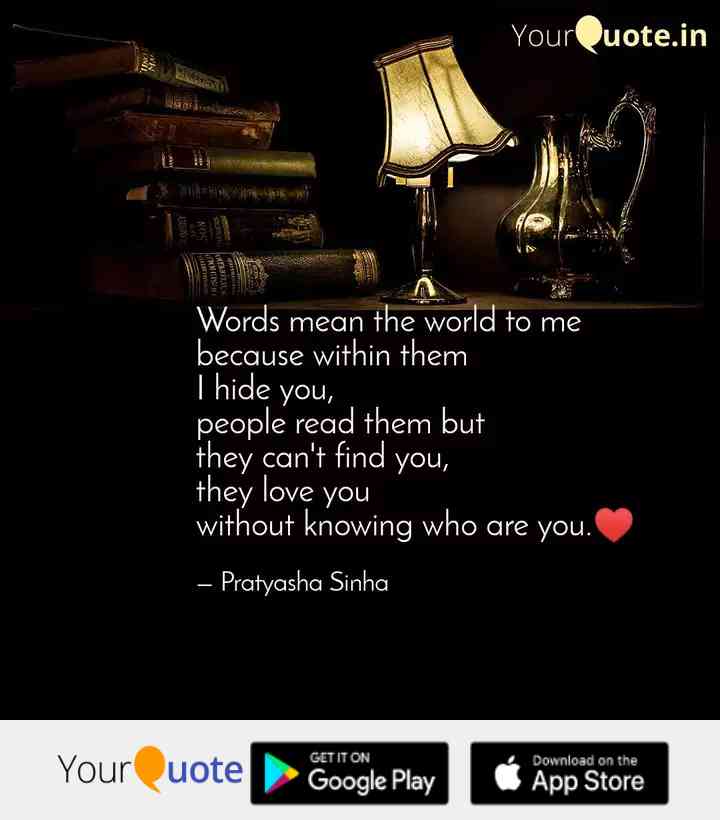 YourQuote.in
Words mean the world to me
because within them
I hide you,
people read them but
they can't find you,
they love you
without knowing who are you.❤️
– Pratyasha Sinha
YourQuote
GET IT ON
Google Play
Download on the
App Store